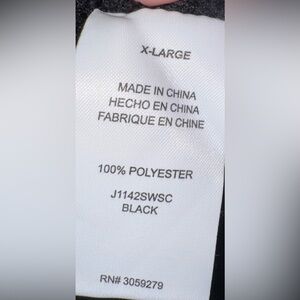 X-LARGE
MADE IN CHINA
HECHO EN CHINA
FABRIQUE EN CHINE
100% POLYESTER
J1142SWSC
BLACK
RN# 3059279